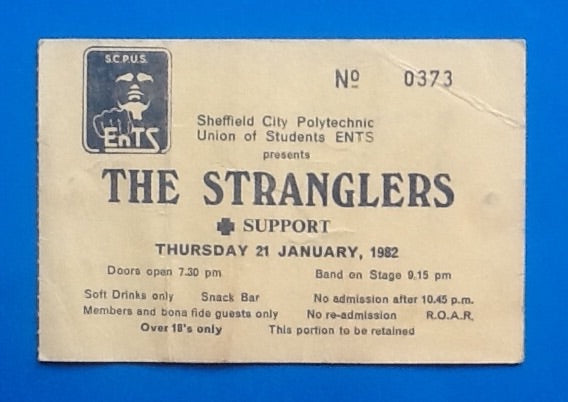 S.C.P.U.S.
EnTS
No 0373
Sheffield City Polytechnic
Union of Students ENTS
presents
THE STRANGLERS
+ SUPPORT
THURSDAY 21 JANUARY, 1982
Doors open 7.30 pm Band on Stage 9.15 pm
Soft Drinks only Snack Bar No admission after 10.45 p.m.
Members and bona fide guests only No re-admission R.O.A.R.
Over 18's only This portion to be retained